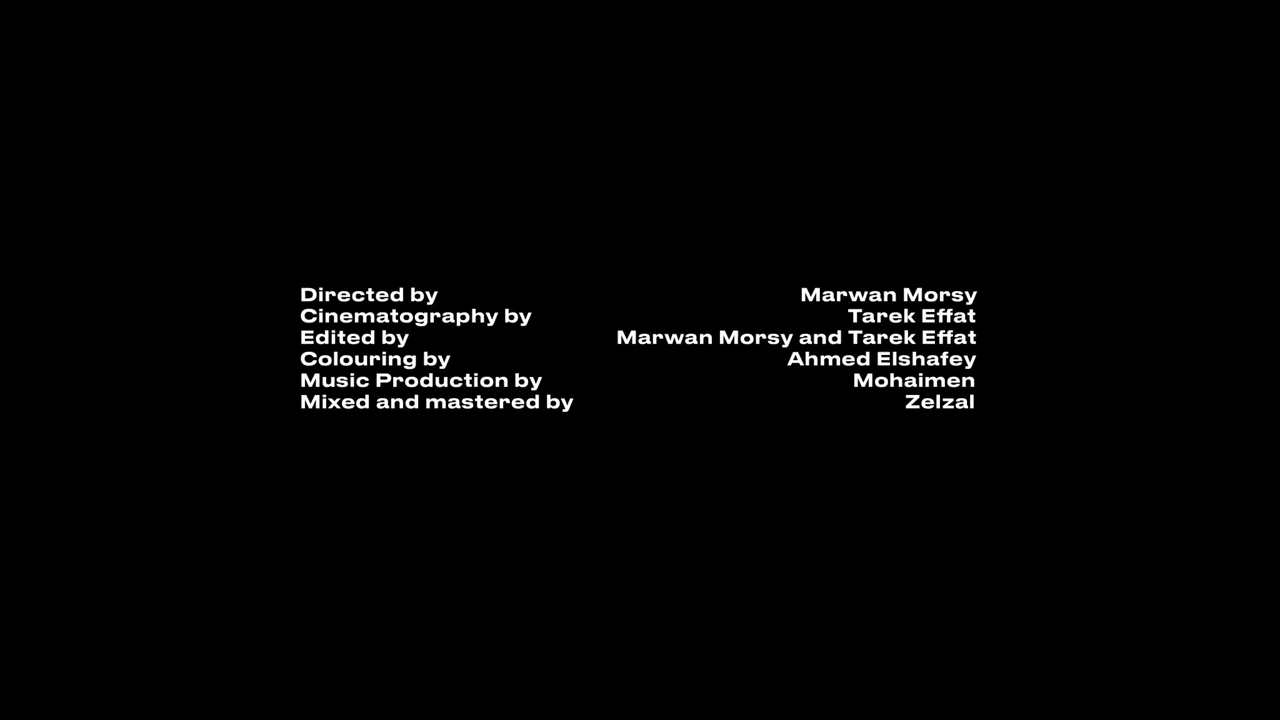 Directed by Marwan Morsy
Cinematography by Tarek Effat
Edited by Marwan Morsy and Tarek Effat
Colouring by Ahmed Elshafey
Music Production by Mohaimen
Mixed and mastered by Zelzal